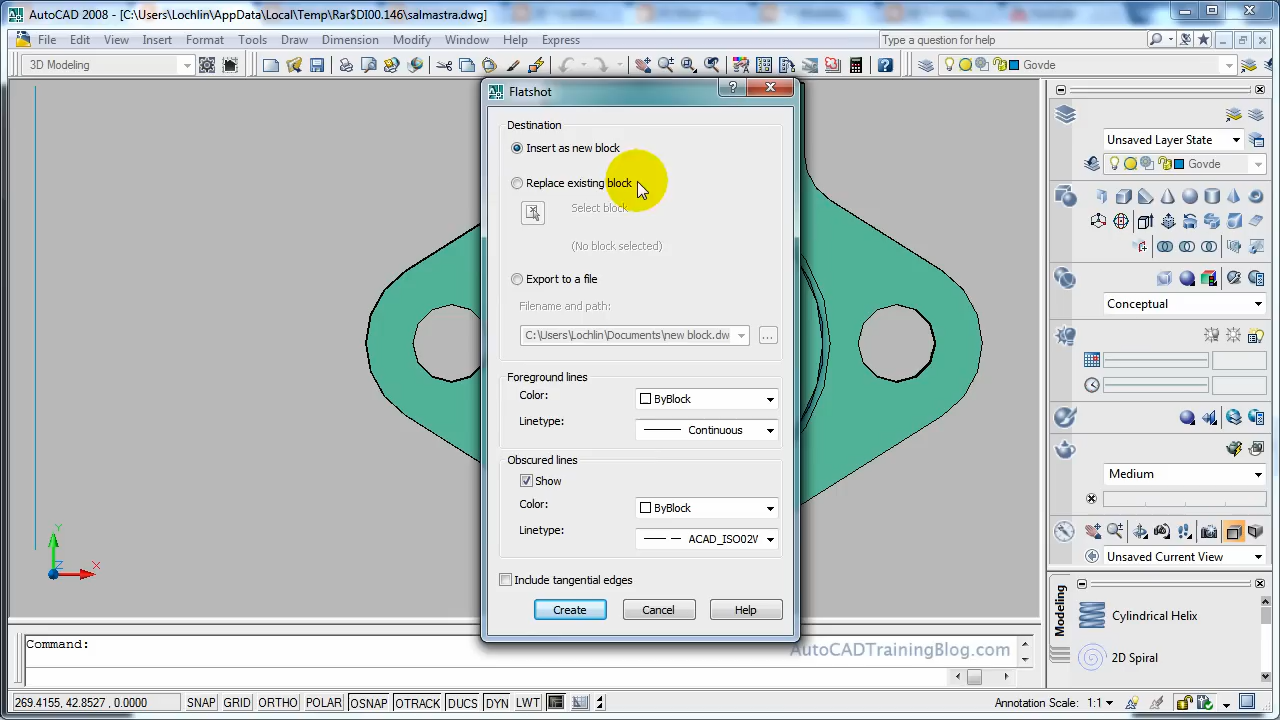 AutoCAD 2008 - [C:\Users\Lochlin\AppData\Local\Temp\Rar$DI00.146\salmastra.dwg]
File Edit View Insert Format Tools Draw Dimension Modify Window Help Express
Type a question for help
3D Modeling
Govde
Flatshot
Destination
Insert as new block
Replace existing block
Select block
(No block selected)
Export to a file
Filename and path:
C:\Users\Lochlin\Documents\new block.dw
...
Foreground lines
Color:
ByBlock
Linetype:
Continuous
Obscured lines
Show
Color:
ByBlock
Linetype:
ACAD_ISO02W
Include tangential edges
Create Cancel Help
Unsaved Layer State
Govde
Conceptual
Medium
Unsaved Current View
Modeling
Cylindrical Helix
2D Spiral
Y
Z
X
Command:
AutoCADTrainingBlog.com
269.4155, 42.8527 , 0.0000 SNAP GRID ORTHO POLAR OSNAP OTRACK DUCS DYN LWT
Annotation Scale: 1:1